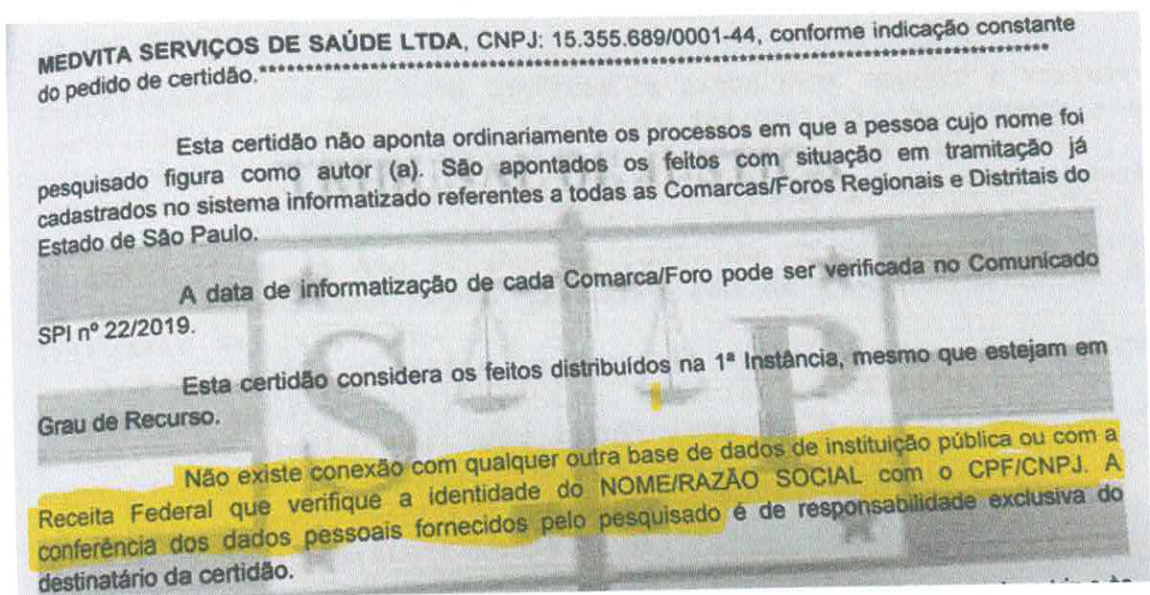 MEDVITA SERVIÇOS DE SAÚDE LTDA, CNPJ: 15.355.689/0001-44, conforme indicação constante
do pedido de certidão.**********************************************************************************
Esta certidão não aponta ordinariamente os processos em que a pessoa cujo nome foi
pesquisado figura como autor (a). São apontados os feitos com situação em tramitação já
cadastrados no sistema informatizado referentes a todas as Comarcas/Foros Regionais e Distritais do
Estado de São Paulo.
A data de informatização de cada Comarca/Foro pode ser verificada no Comunicado
SPI nº 22/2019.
Esta certidão considera os feitos distribuídos na 1ª Instância, mesmo que estejam em
Grau de Recurso.
Não existe conexão com qualquer outra base de dados de instituição pública ou com a
Receita Federal que verifique a identidade do NOME/RAZÃO SOCIAL com o CPF/CNPJ. A
conferência dos dados pessoais fornecidos pelo pesquisado é de responsabilidade exclusiva do
destinatário da certidão.
S P